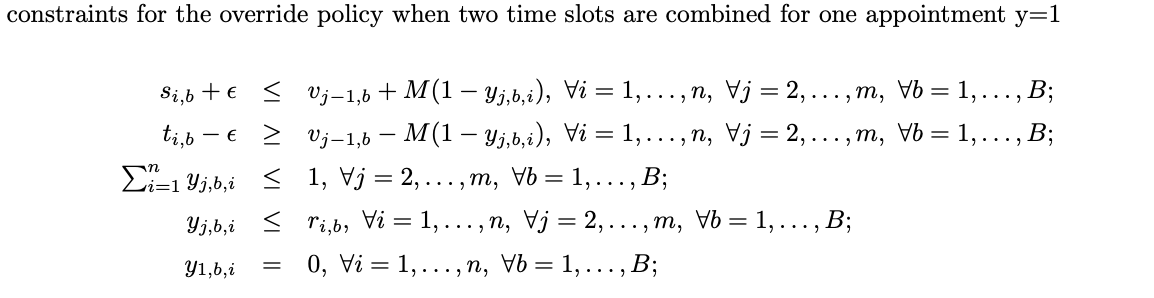 constraints for the override policy when two time slots are combined for one appointment y=1
s_{i,b} + ϵ ≤ v_{j−1,b} + M(1 − y_{j,b,i}), ∀i = 1, . . . , n, ∀j = 2, . . . , m, ∀b = 1, . . . , B;
t_{i,b} − ϵ ≥ v_{j−1,b} − M(1 − y_{j,b,i}), ∀i = 1, . . . , n, ∀j = 2, . . . , m, ∀b = 1, . . . , B;
∑_{i=1}^{n} y_{j,b,i} ≤ 1, ∀j = 2, . . . , m, ∀b = 1, . . . , B;
y_{j,b,i} ≤ r_{i,b}, ∀i = 1, . . . , n, ∀j = 2, . . . , m, ∀b = 1, . . . , B;
y_{1,b,i} = 0, ∀i = 1, . . . , n, ∀b = 1, . . . , B;